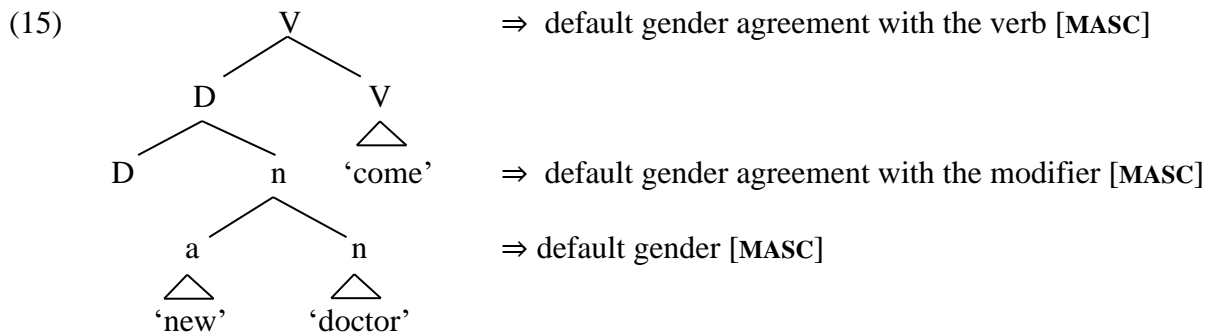 (15) V ⇒ default gender agreement with the verb [MASC]
D V
D n ‘come’ ⇒ default gender agreement with the modifier [MASC]
a n ⇒ default gender [MASC]
‘new’ ‘doctor’